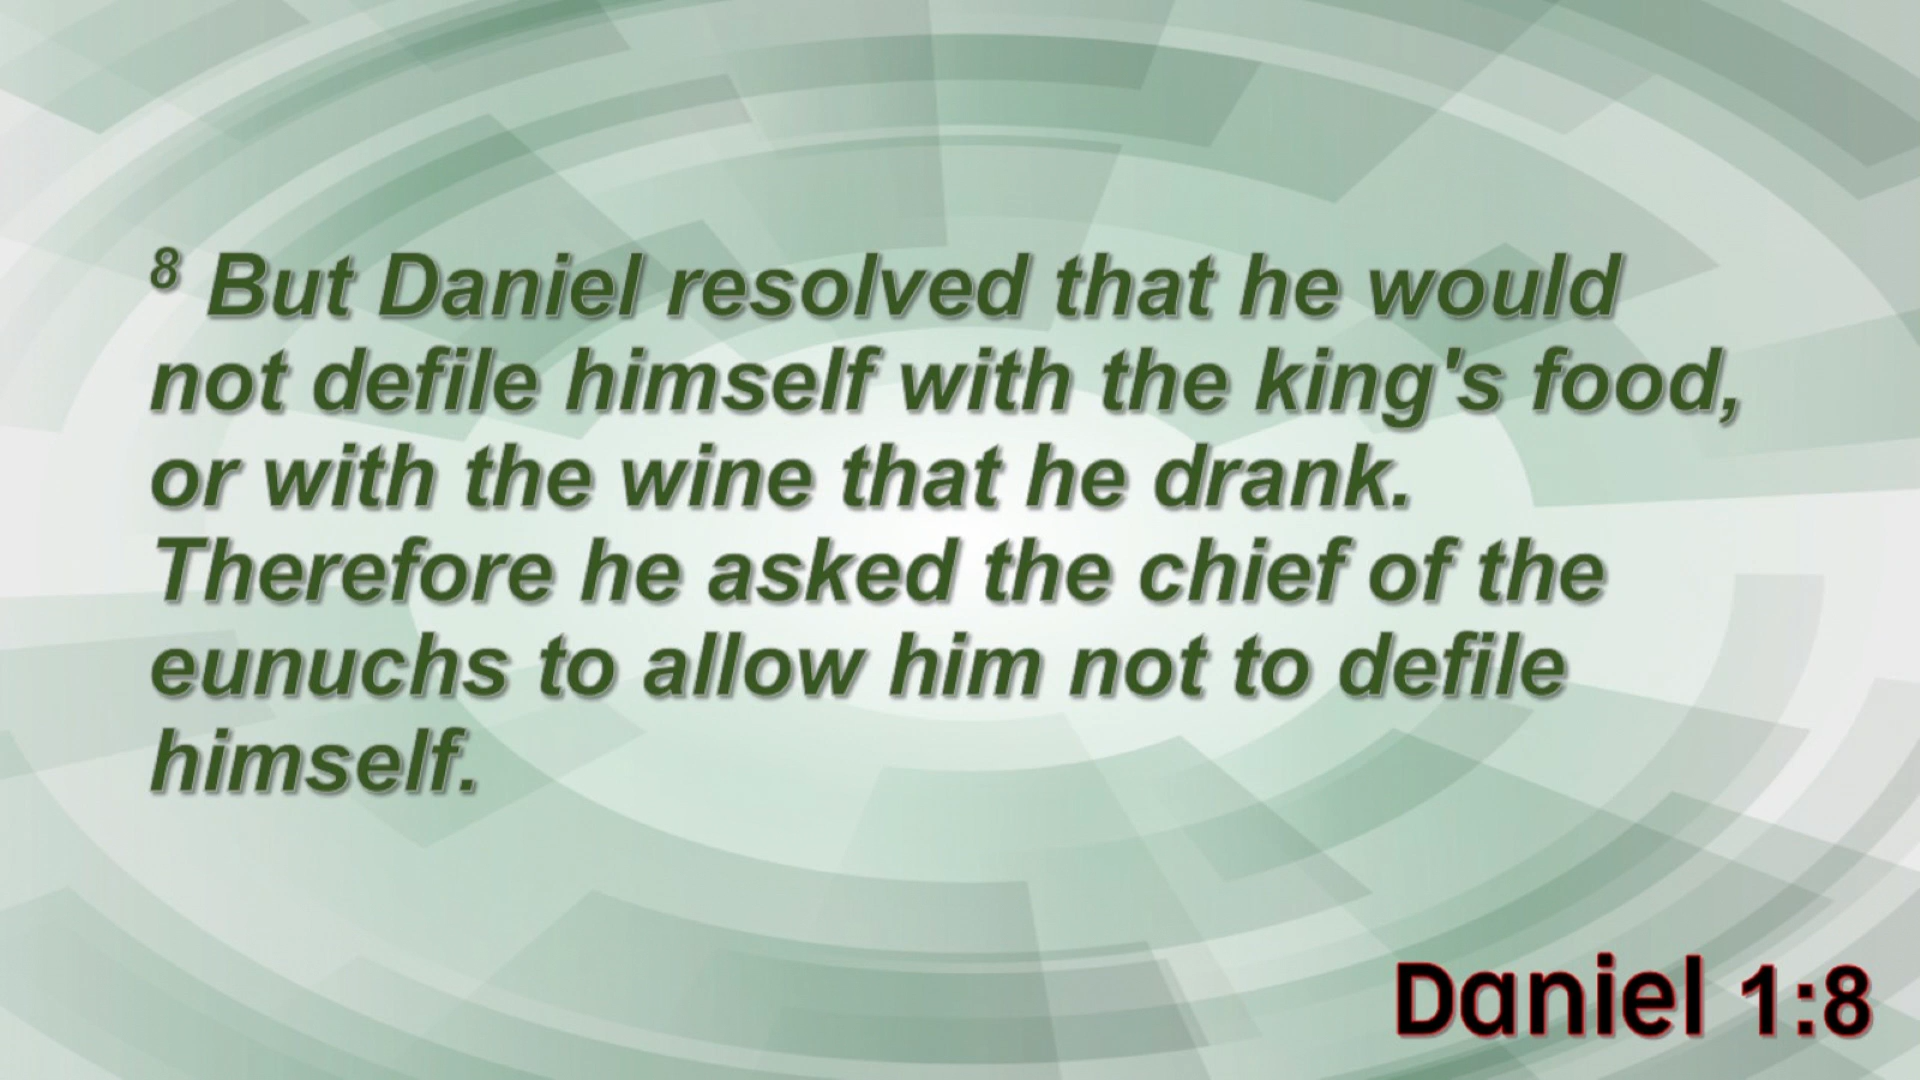 8 But Daniel resolved that he would
not defile himself with the king's food,
or with the wine that he drank.
Therefore he asked the chief of the
eunuchs to allow him not to defile
himself.
Daniel 1:8